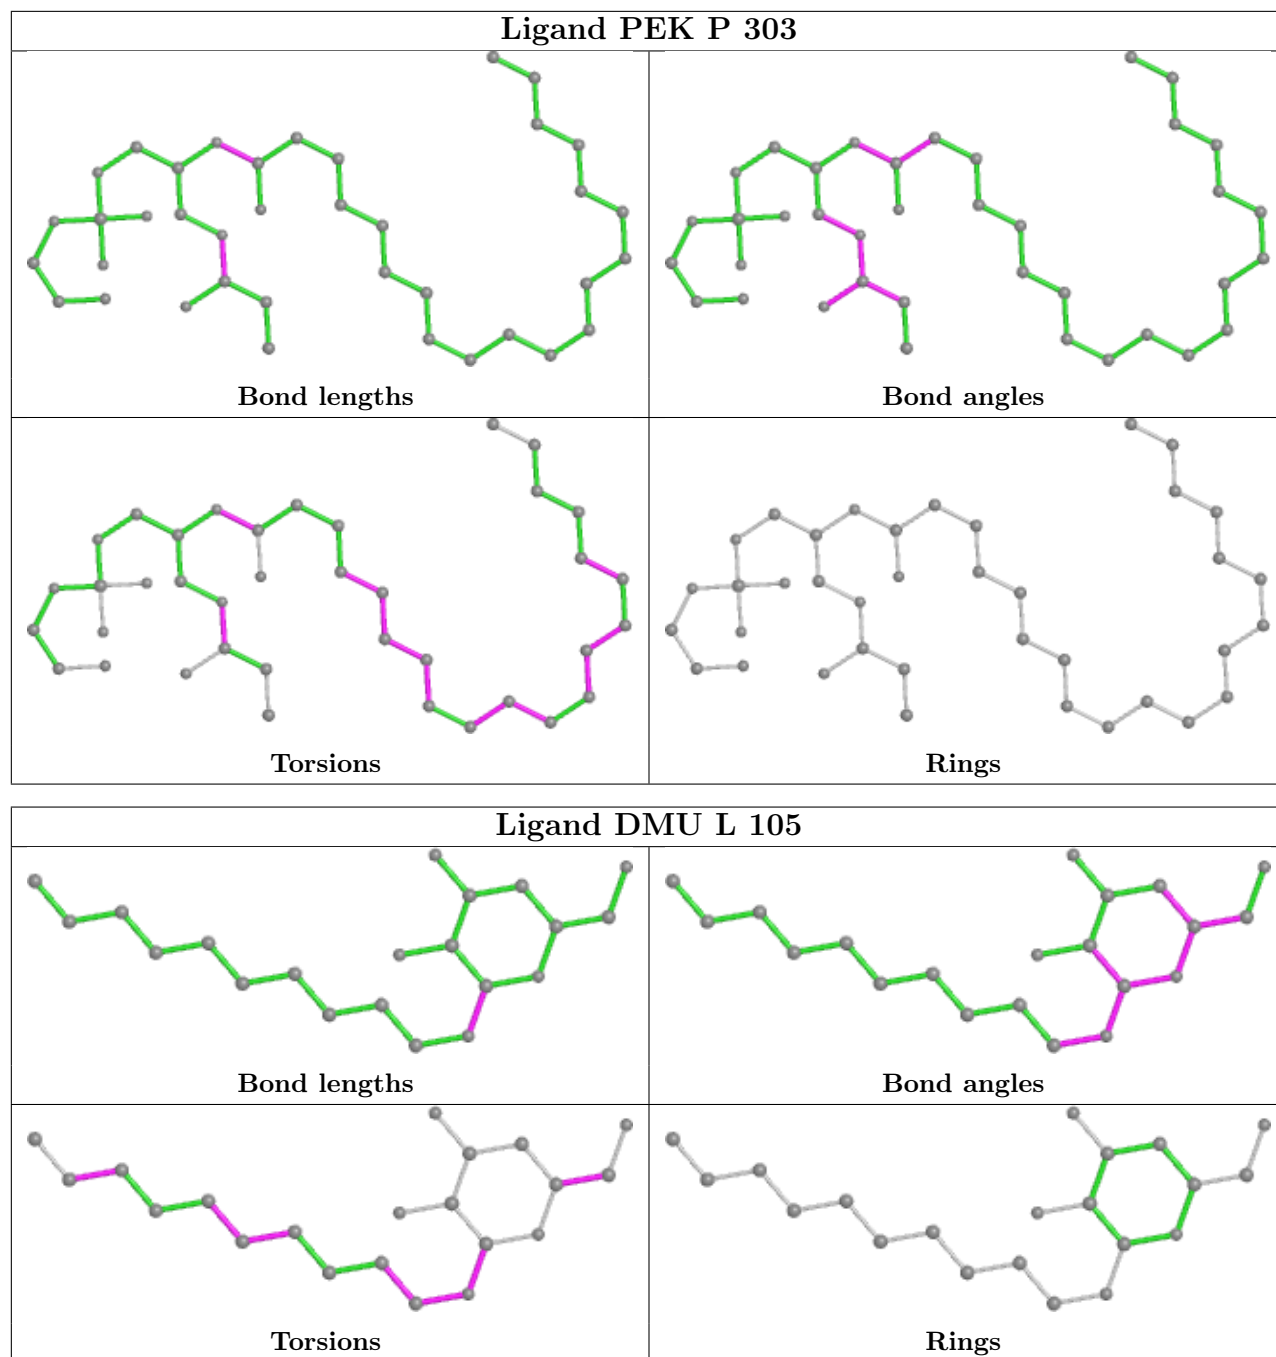 Ligand PEK P 303
Bond lengths
Bond angles
Torsions
Rings
Ligand DMU L 105
Bond lengths
Bond angles
Torsions
Rings